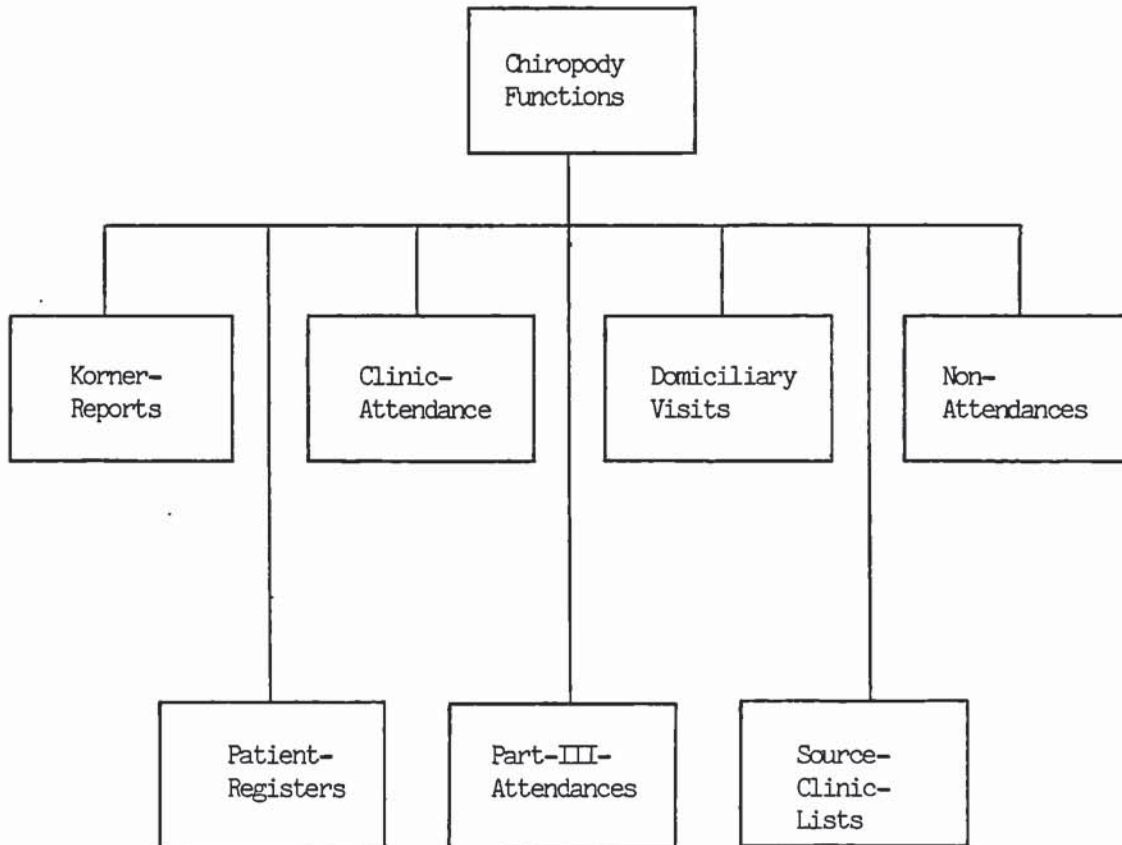 Chiropody
Functions
Korner-
Reports
Clinic-
Attendance
Domiciliary
Visits
Non-
Attendances
Patient-
Registers
Part-III-
Attendances
Source-
Clinic-
Lists